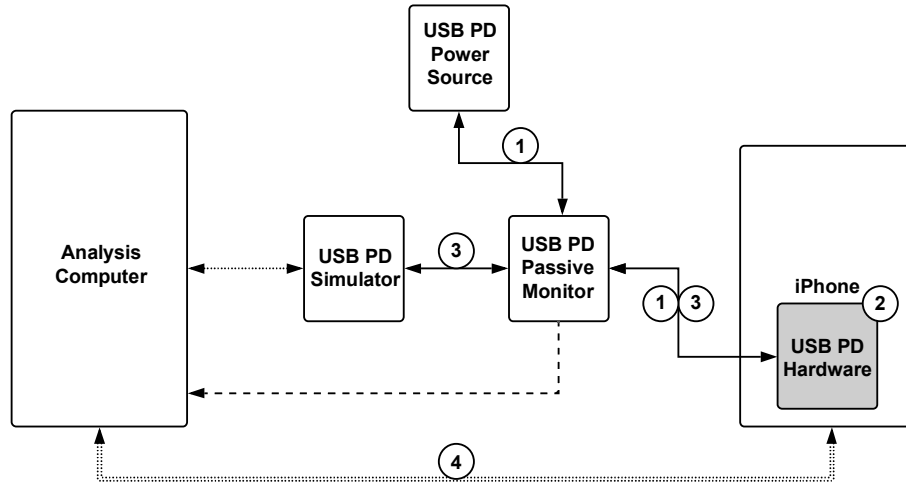 USB PD
Power
Source
1
Analysis
Computer
USB PD
Simulator
3
USB PD
Passive
Monitor
1 3
iPhone
2
USB PD
Hardware
4